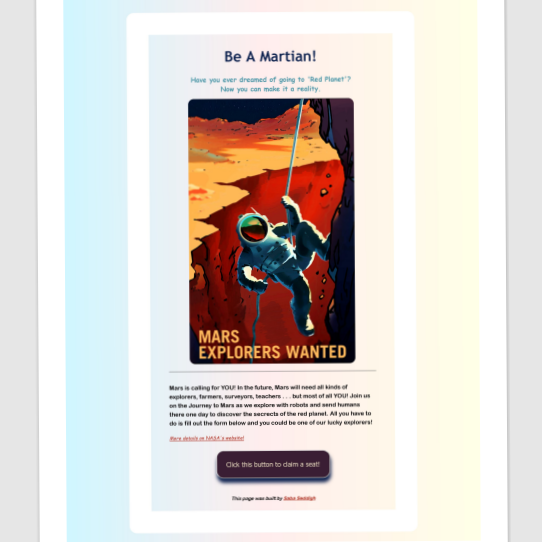 Be A Martian!
Have you ever dreamed of going to "Red Planet"?
Now you can make it a reality.
MARS
EXPLORERS WANTED
Mars is calling for YOU! In the future, Mars will need all kinds of
explorers, farmers, surveyors, teachers . . . but most of all YOU! Join us
on the Journey to Mars as we explore with robots and send humans
there one day to discover the secrects of the red planet. All you have to
do is fill out the form below and you could be one of our lucky explorers!
More details on NASA's website!
Click this button to claim a seat!
This page was built by